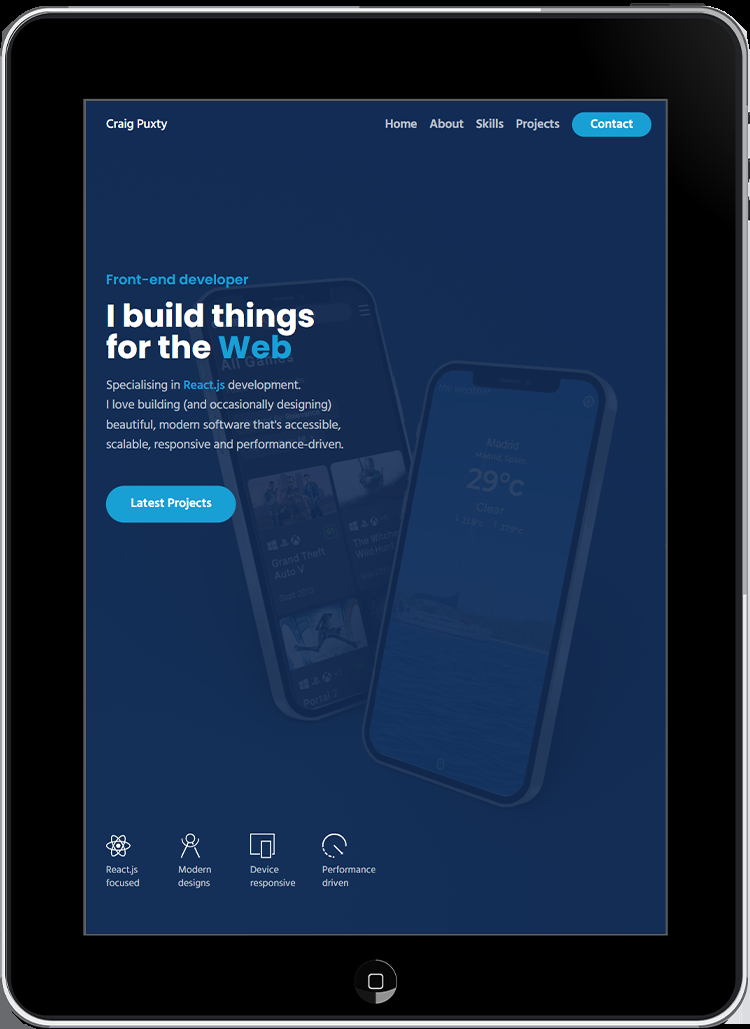 Craig Puxty
Home About Skills Projects Contact
Front-end developer
I build things
for the Web
Specialising in React.js development.
I love building (and occasionally designing)
beautiful, modern software that's accessible,
scalable, responsive and performance-driven.
Latest Projects
All Games
Grand Theft
Auto V
The Witcher
Wild Hunt
Portal 2
Madrid
Madrid, Spain
29°c
Clear
React.js
focused
Modern
designs
Device
responsive
Performance
driven